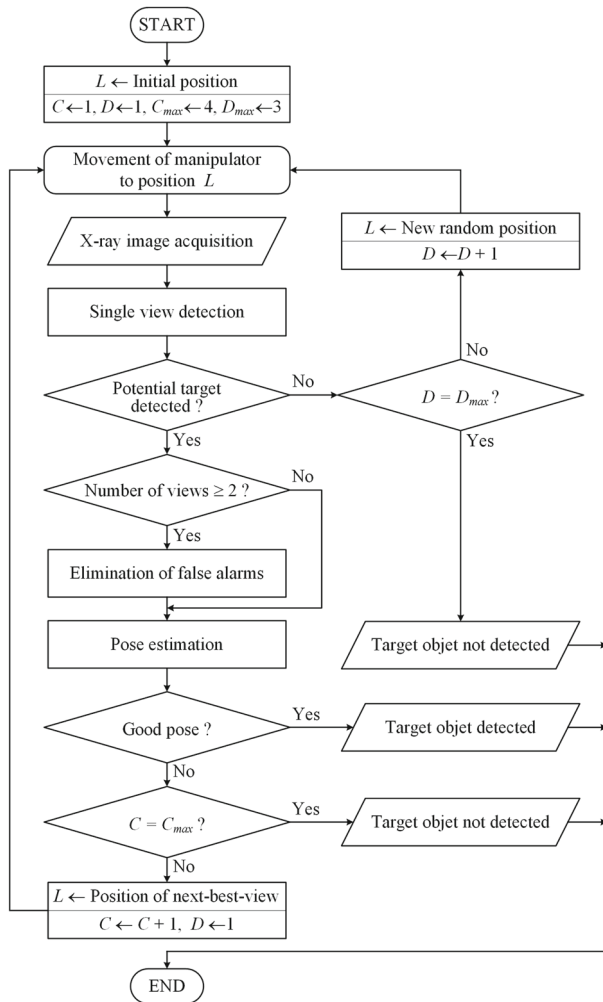 START
L ← Initial position
C←1, D←1, Cmax←4, Dmax←3
Movement of manipulator
to position L
X-ray image acquisition
L ← New random position
D ←D + 1
Single view detection
No
Potential target
detected ?
No
D = Dmax ?
Yes
Yes
Number of views ≥ 2 ?
No
Yes
Elimination of false alarms
Pose estimation
Target objet not detected
Good pose ?
Yes
Target objet detected
No
C = Cmax ?
Yes
Target objet not detected
No
L ← Position of next-best-view
C ← C + 1, D ←1
END